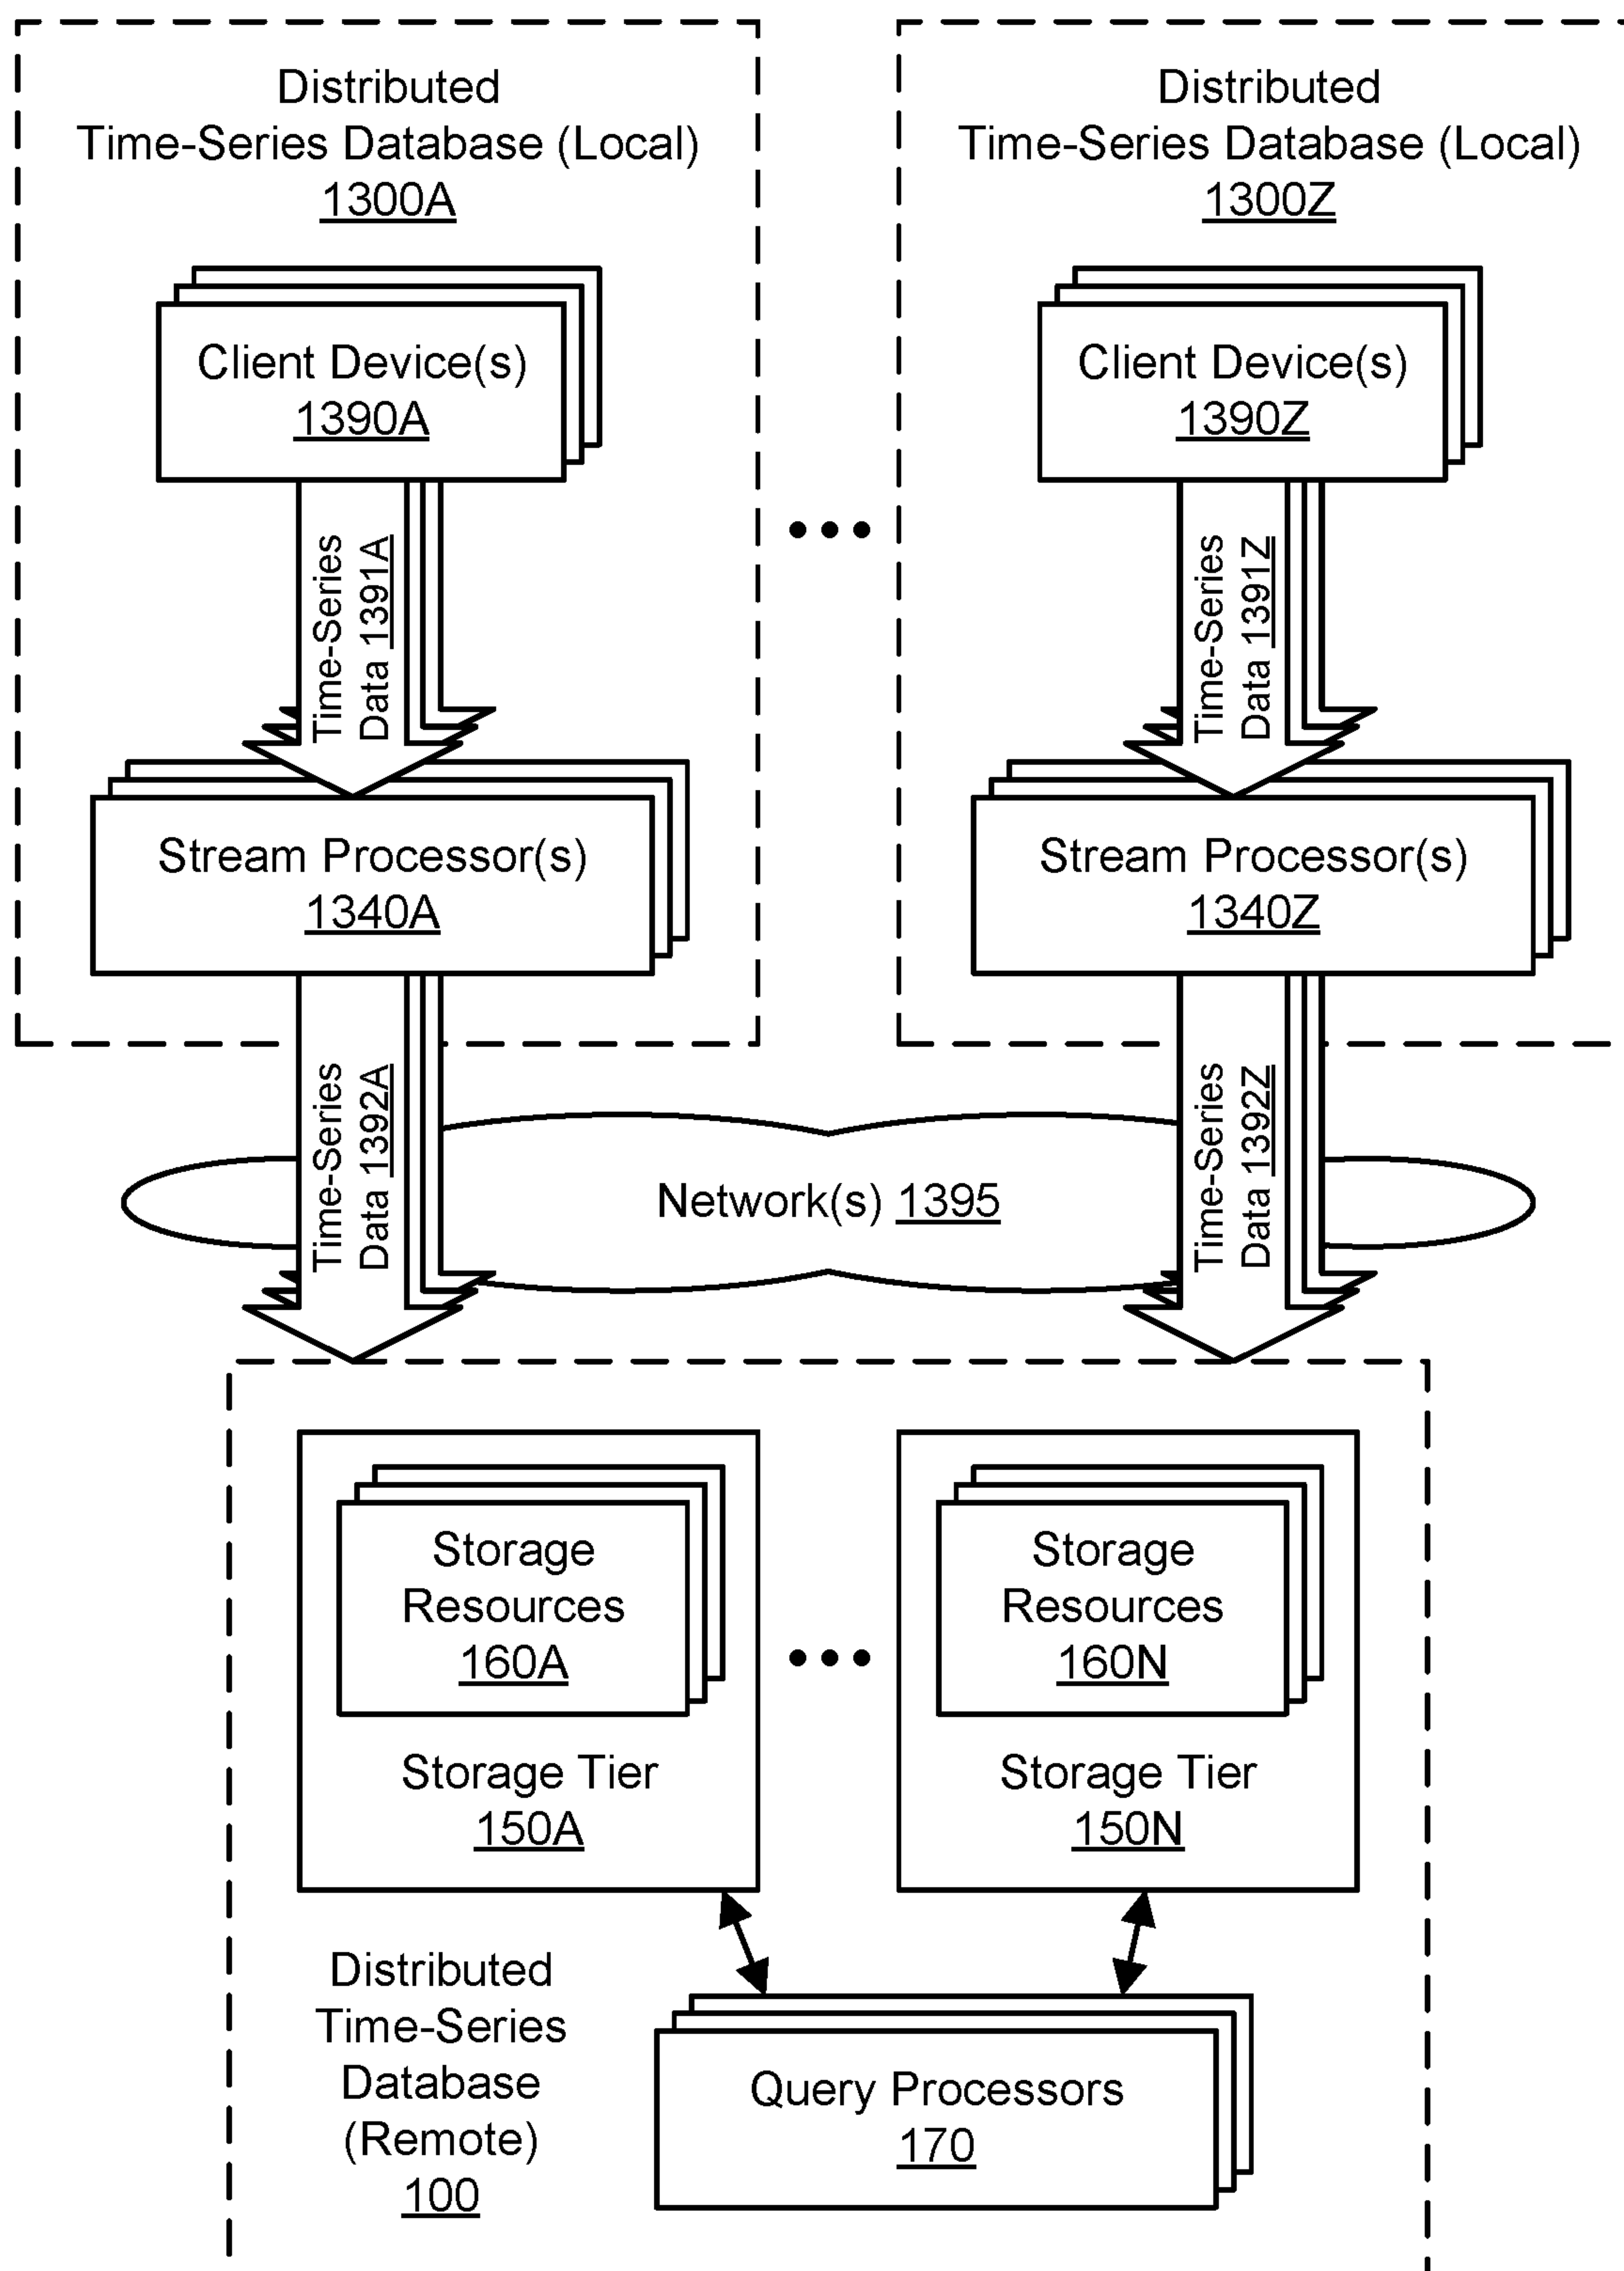 Distributed
Time-Series Database (Local)
1300A
Client Device(s)
1390A
Time-Series
Data 1391A
Stream Processor(s)
1340A
Time-Series
Data 1392A
Distributed
Time-Series Database (Local)
1300Z
Client Device(s)
1390Z
Time-Series
Data 1391Z
Stream Processor(s)
1340Z
Time-Series
Data 1392Z
Network(s) 1395
Storage
Resources
160A
Storage Tier
150A
Storage
Resources
160N
Storage Tier
150N
Distributed
Time-Series
Database
(Remote)
100
Query Processors
170